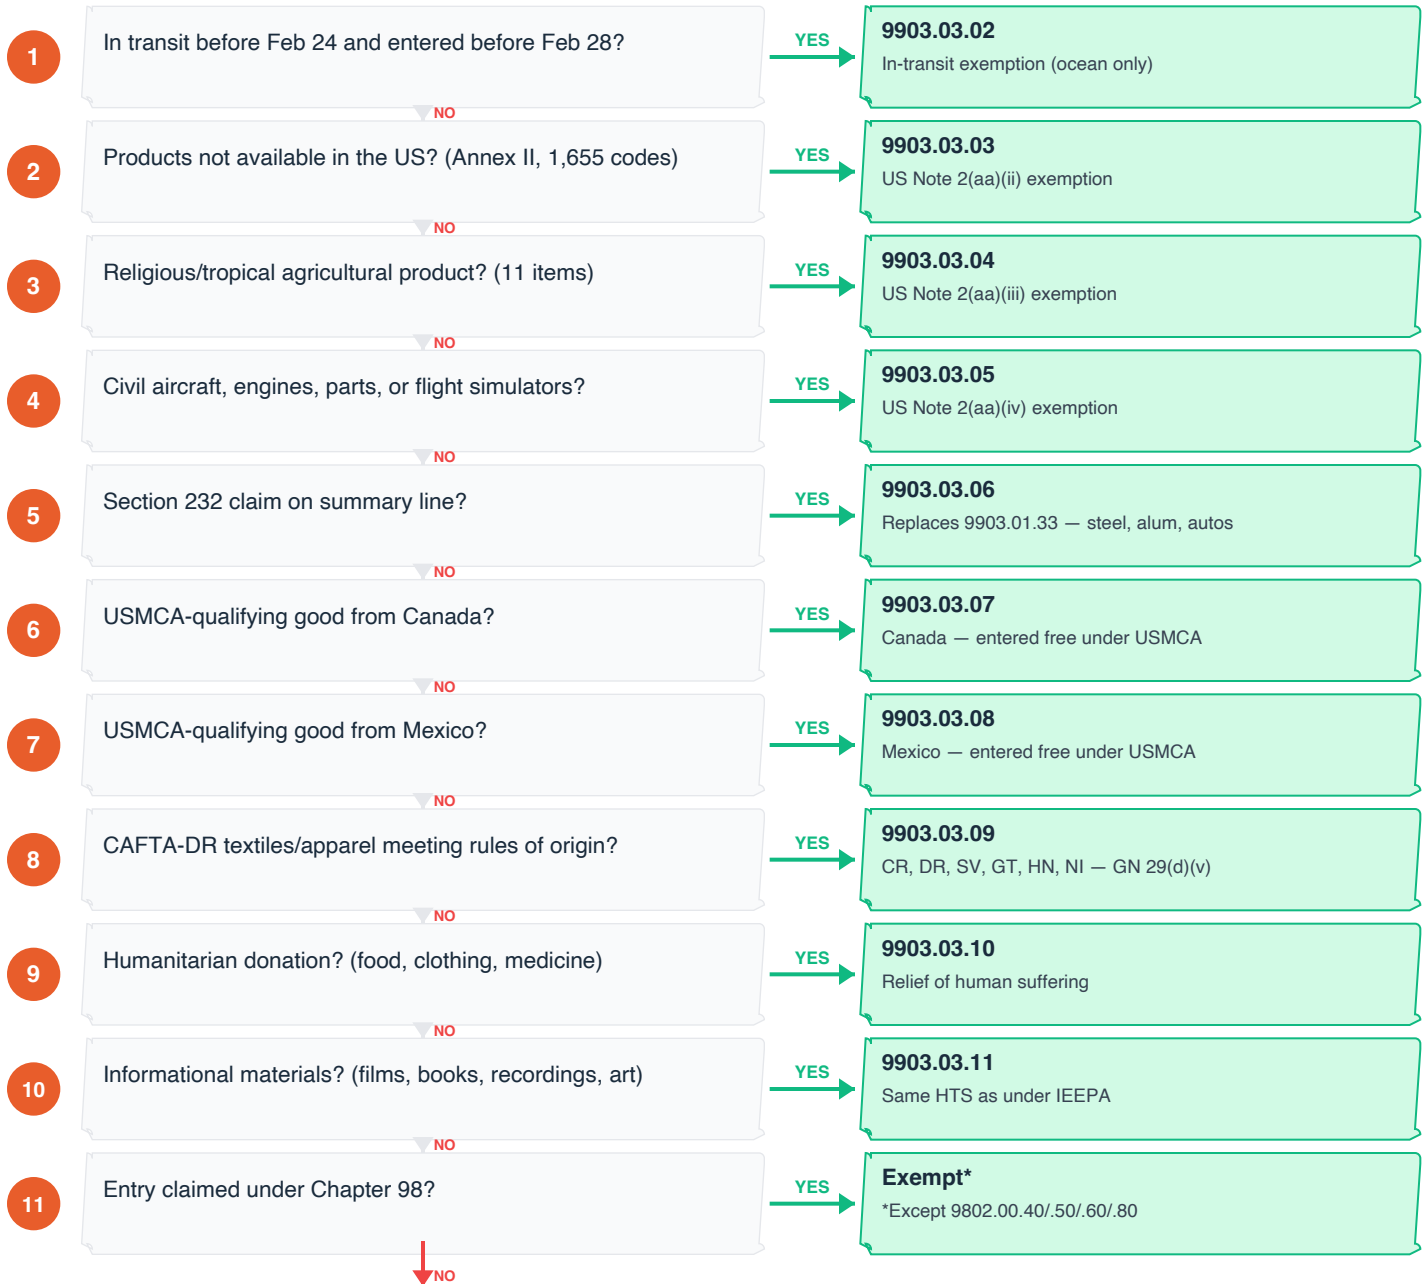 1
In transit before Feb 24 and entered before Feb 28?
YES
9903.03.02
In-transit exemption (ocean only)
NO
2
Products not available in the US? (Annex II, 1,655 codes)
YES
9903.03.03
US Note 2(aa)(ii) exemption
NO
3
Religious/tropical agricultural product? (11 items)
YES
9903.03.04
US Note 2(aa)(iii) exemption
NO
4
Civil aircraft, engines, parts, or flight simulators?
YES
9903.03.05
US Note 2(aa)(iv) exemption
NO
5
Section 232 claim on summary line?
YES
9903.03.06
Replaces 9903.01.33 — steel, alum, autos
NO
6
USMCA-qualifying good from Canada?
YES
9903.03.07
Canada — entered free under USMCA
NO
7
USMCA-qualifying good from Mexico?
YES
9903.03.08
Mexico — entered free under USMCA
NO
8
CAFTA-DR textiles/apparel meeting rules of origin?
YES
9903.03.09
CR, DR, SV, GT, HN, NI — GN 29(d)(v)
NO
9
Humanitarian donation? (food, clothing, medicine)
YES
9903.03.10
Relief of human suffering
NO
10
Informational materials? (films, books, recordings, art)
YES
9903.03.11
Same HTS as under IEEPA
NO
11
Entry claimed under Chapter 98?
YES
Exempt*
*Except 9802.00.40/.50/.60/.80
NO